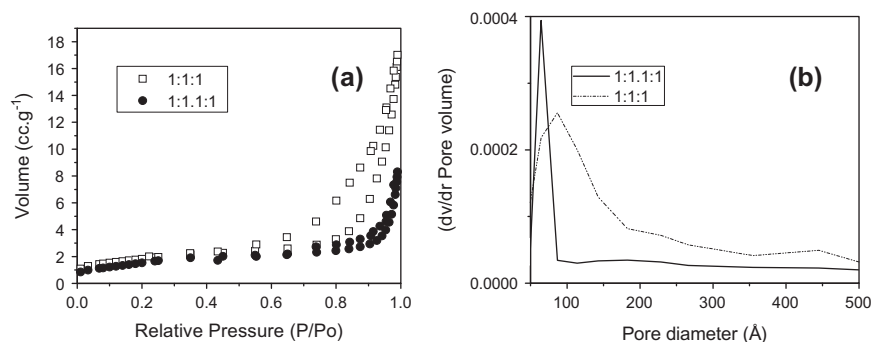 (a)
1:1:1
1:1.1:1
18
16
14
12
10
8
6
4
2
0
Volume (cc.g⁻¹)
0.0 0.2 0.4 0.6 0.8 1.0
Relative Pressure (P/Po)
(b)
1:1.1:1
1:1:1
0.0004
0.0002
0.0000
(dv/dr Pore volume)
100 200 300 400 500
Pore diameter (Å)